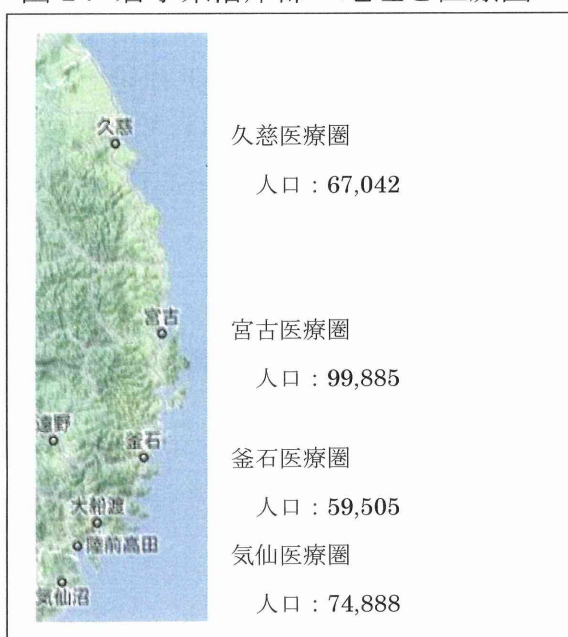 久慈
宮古
遠野
釜石
大船渡
陸前高田
気仙沼
久慈医療圏
人口：67,042
宮古医療圏
人口：99,885
釜石医療圏
人口：59,505
気仙医療圏
人口：74,888